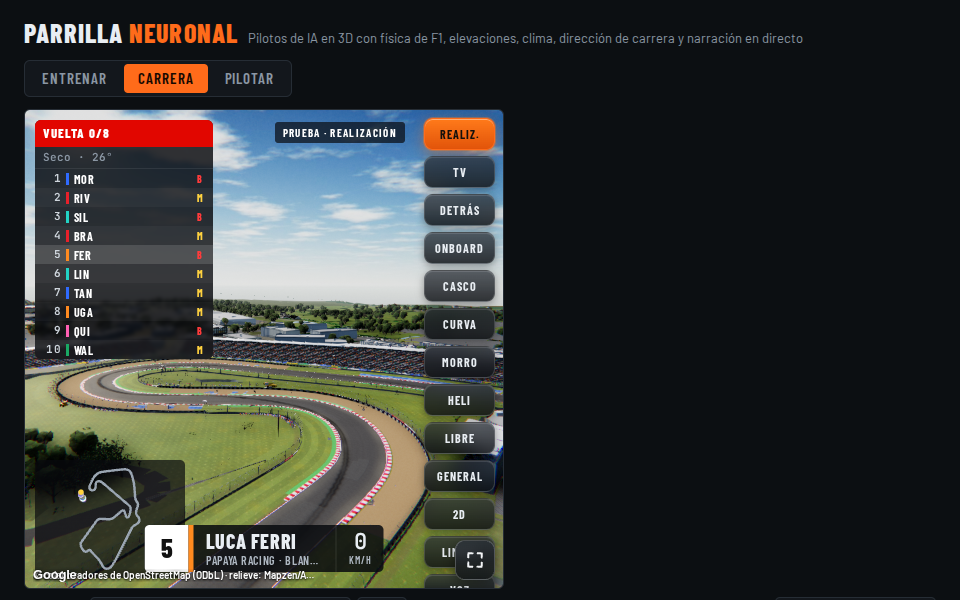 PARRILLA NEURONAL Pilotos de IA en 3D con física de F1, elevaciones, clima, dirección de carrera y narración en directo
ENTRENAR CARRERA PILOTAR
VUELTA 0/8
Seco · 26°
1 MOR B
2 RIV M
3 SIL B
4 BRA M
5 FER B
6 LIN M
7 TAN M
8 UGA M
9 QUI B
10 WAL M
PRUEBA · REALIZACIÓN
REALIZ.
TV
DETRÁS
ONBOARD
CASCO
CURVA
MORRO
HELI
LIBRE
GENERAL
2D
5 LUCA FERRI 0
PAPAYA RACING · BLAN... KM/H
Google adores de OpenStreetMap (ODbL) · relieve: Mapzen/A...